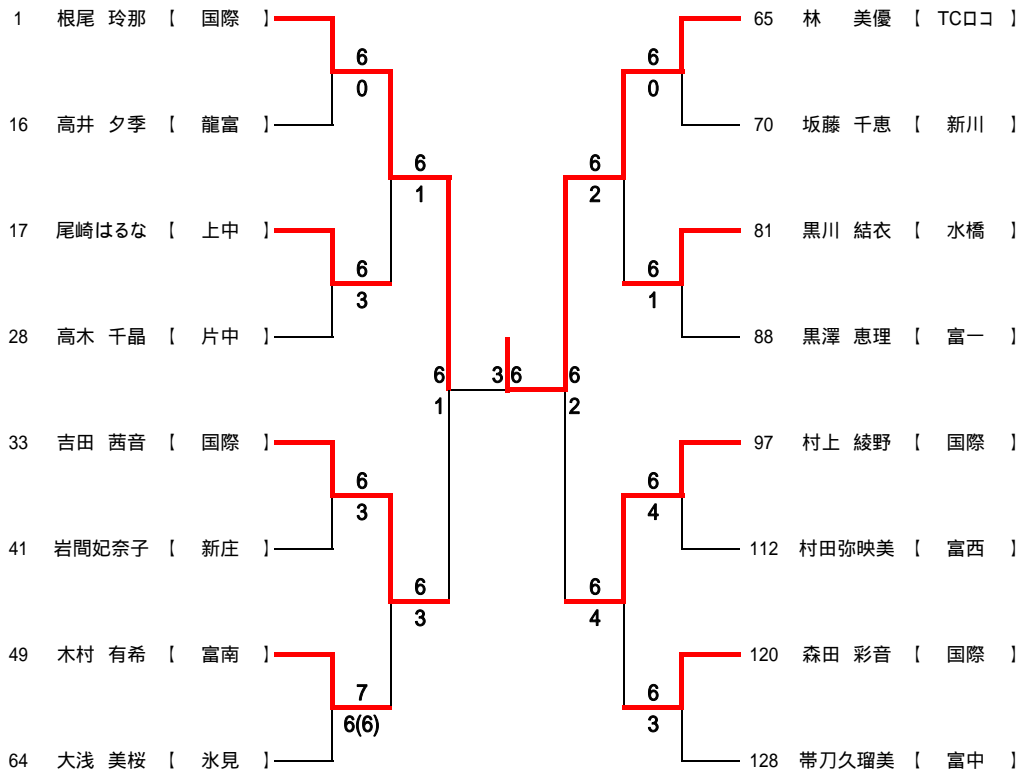 1 根尾 玲那 【 国際 】
65 林 美優 【 TCロコ 】
6 6
0 0
16 高井 夕季 【 龍富 】
70 坂藤 千恵 【 新川 】
6 6
1 2
17 尾崎はるな 【 上中 】
81 黒川 結衣 【 水橋 】
6 6
3 1
28 高木 千晶 【 片中 】
88 黒澤 恵理 【 富一 】
6 3 6 6
1 2
33 吉田 茜音 【 国際 】
97 村上 綾野 【 国際 】
6 6
3 4
41 岩間妃奈子 【 新庄 】
112 村田弥映美 【 富西 】
6 6
3 4
49 木村 有希 【 富南 】
120 森田 彩音 【 国際 】
7 6
6(6) 3
64 大浅 美桜 【 氷見 】
128 帯刀久瑠美 【 富中 】